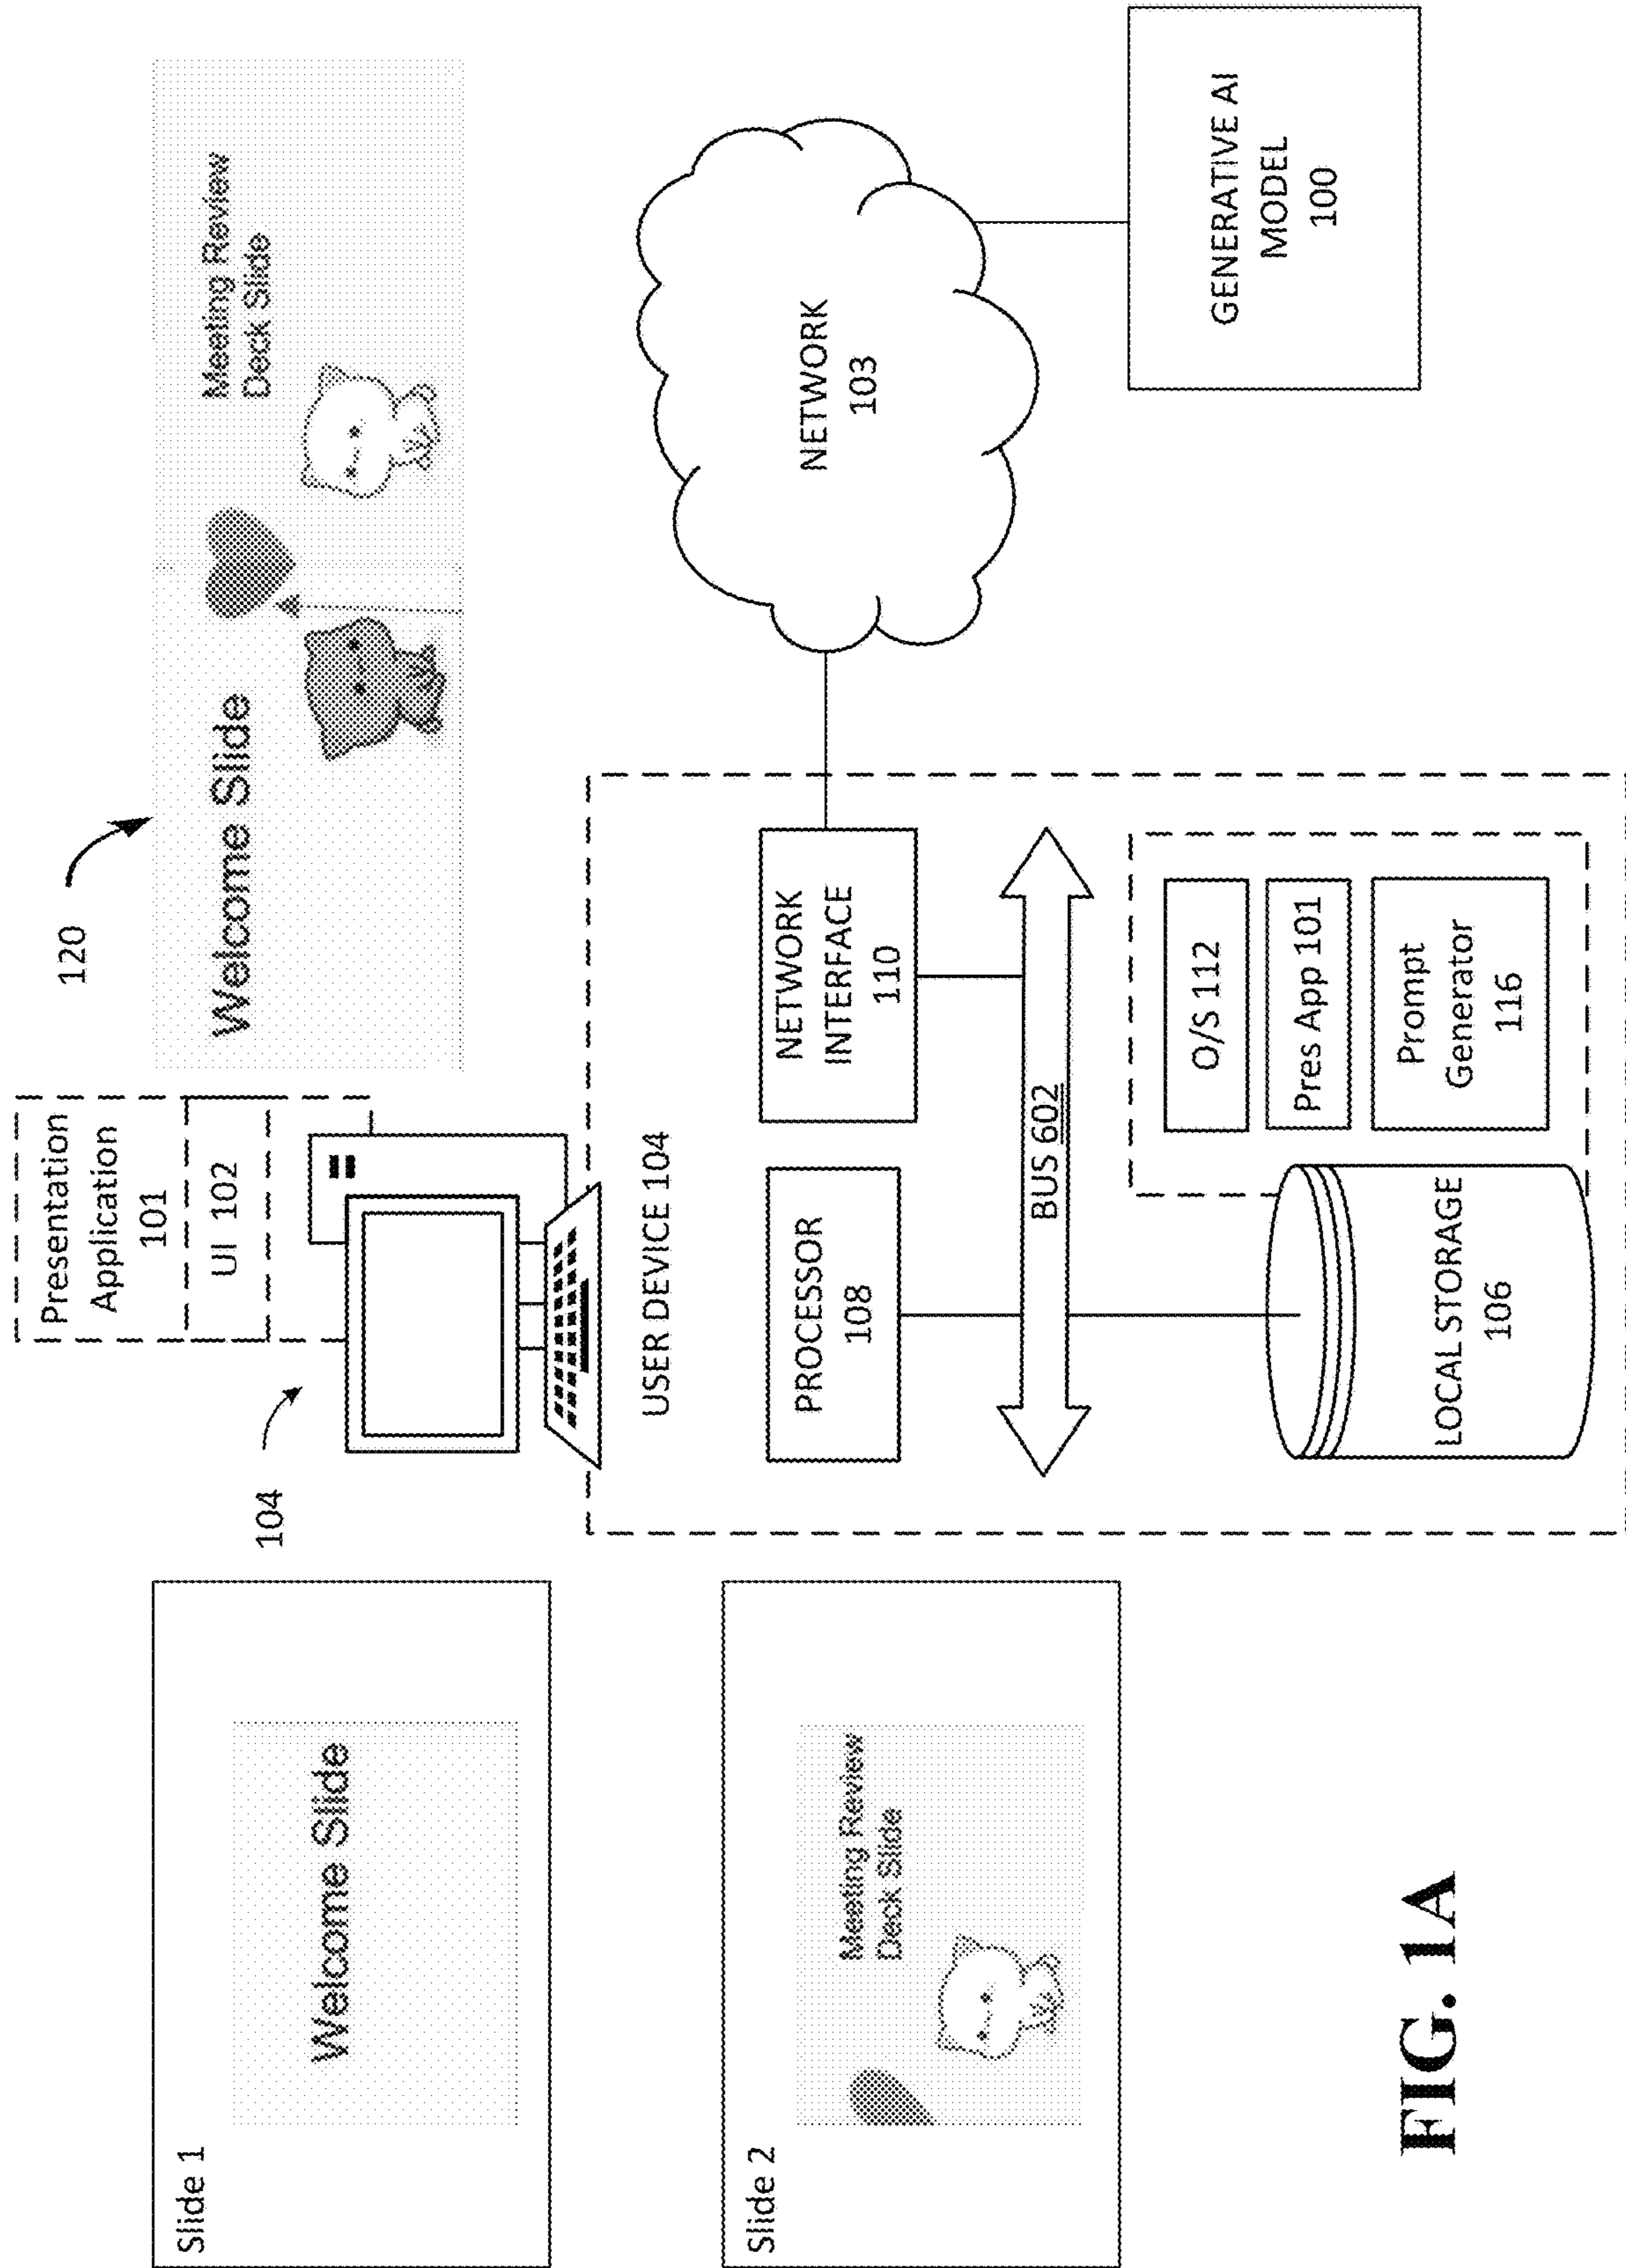 Slide 1
Welcome Slide
Slide 2
Meeting Review
Deck Slide
104
Presentation
Application
101
UI 102
120
Welcome Slide
Meeting Review
Deck Slide
USER DEVICE 104
PROCESSOR
108
NETWORK
INTERFACE
110
BUS 602
LOCAL STORAGE
106
O/S 112
Pres App 101
Prompt
Generator
116
NETWORK
103
GENERATIVE AI
MODEL
100
FIG. 1A